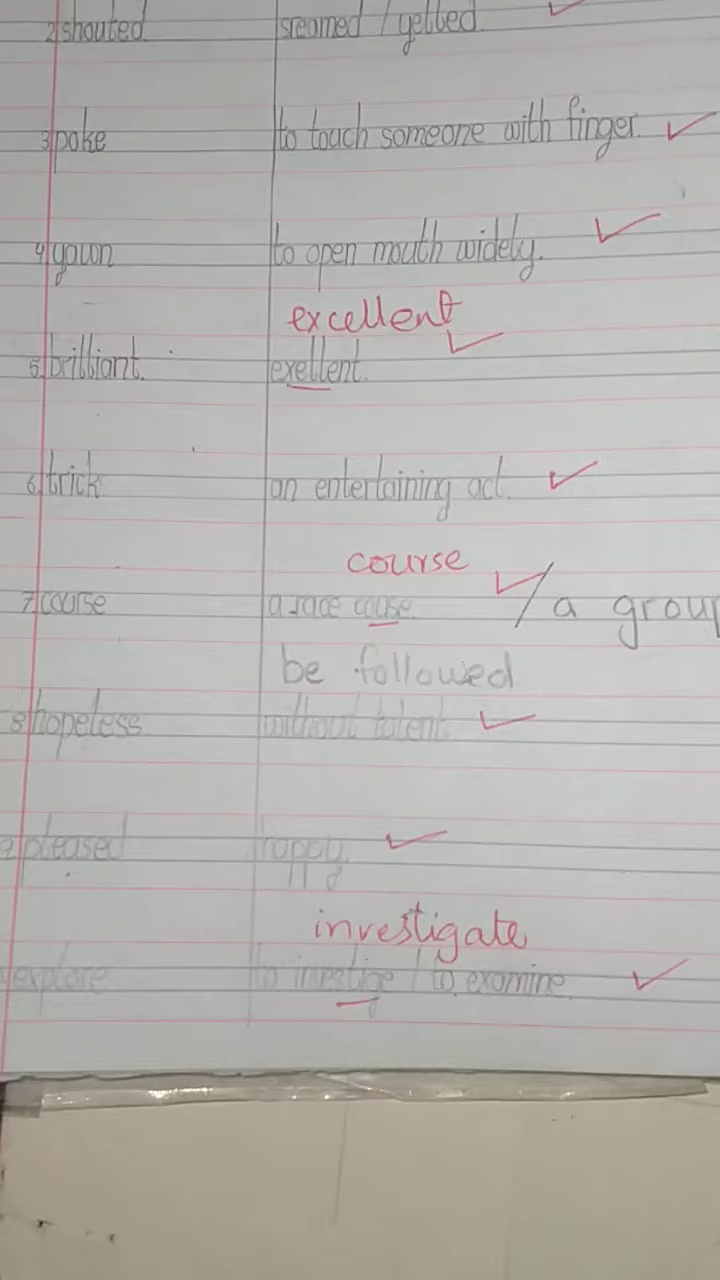 2) shouted sreamed / yelled
3) poke to touch someone with finger.
4) yawn to open mouth widely.
excellent
5) brilliant. exellent.
6) trick an entertaining act.
course
7) course a race couse. / a grou
be followed
8) hopeless without talent.
9) pleased happy.
investigate
explore to investige / to examine.